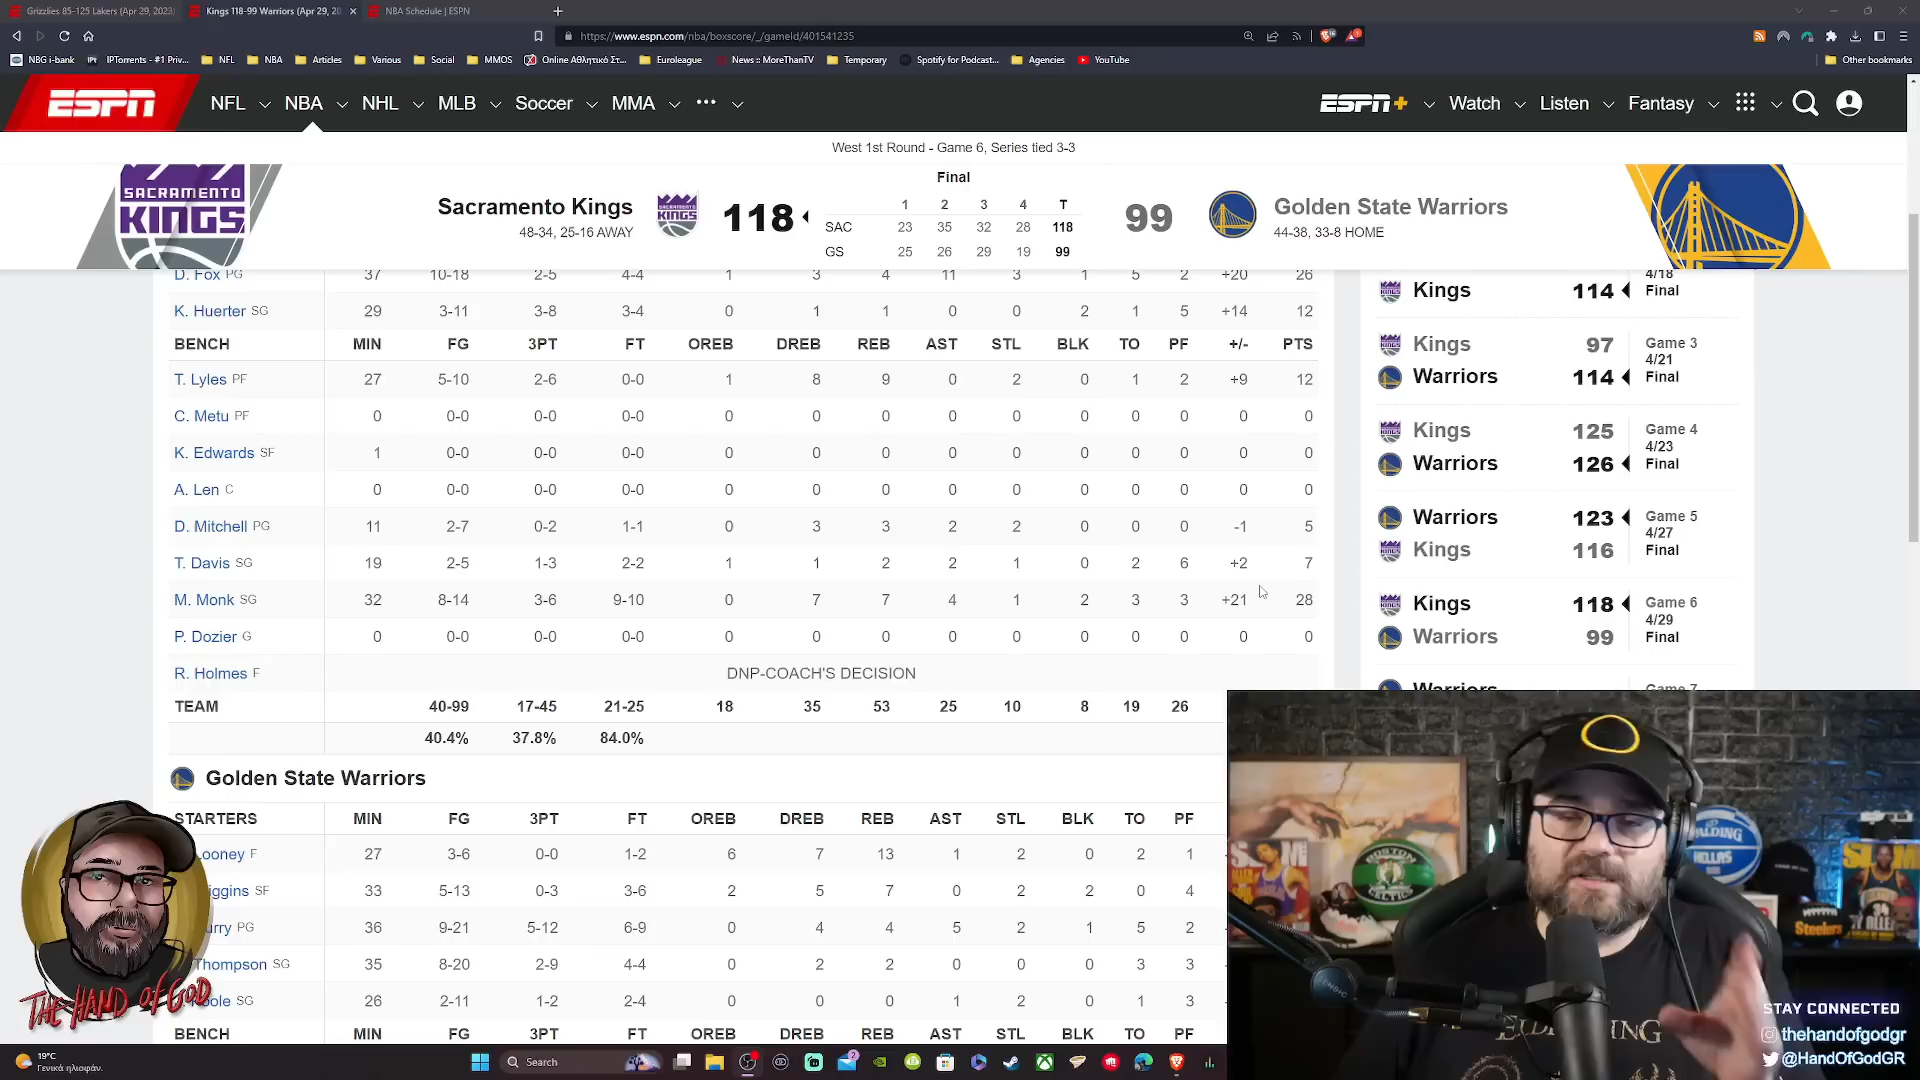 Grizzlies 85-125 Lakers (Apr 29, 2023)
Kings 118-99 Warriors (Apr 29, 20
NBA Schedule | ESPN
https://www.espn.com/nba/boxscore/_/gameId/401541235
NBG i-bank IPTorrents - #1 Priv... NFL NBA Articles Various Social MMOS Online Αθλητικό Στ... Euroleague News :: MoreThanTV Temporary Spotify for Podcast... Agencies YouTube Other bookmarks
ESPN NFL NBA NHL MLB Soccer MMA ESPN+ Watch Listen Fantasy
West 1st Round - Game 6, Series tied 3-3
SACRAMENTO
KINGS
Final
Sacramento Kings
48-34, 25-16 AWAY
KINGS
118
1 2 3 4 T
SAC 23 35 32 28 118
GS 25 26 29 19 99
99
Golden State Warriors
44-38, 33-8 HOME
D. Fox PG 37 10-18 2-5 4-4 1 3 4 11 3 1 5 2 +20 26
K. Huerter SG 29 3-11 3-8 3-4 0 1 1 0 0 2 1 5 +14 12
BENCH MIN FG 3PT FT OREB DREB REB AST STL BLK TO PF +/- PTS
T. Lyles PF 27 5-10 2-6 0-0 1 8 9 0 2 0 1 2 +9 12
C. Metu PF 0 0-0 0-0 0-0 0 0 0 0 0 0 0 0 0 0
K. Edwards SF 1 0-0 0-0 0-0 0 0 0 0 0 0 0 0 0 0
A. Len C 0 0-0 0-0 0-0 0 0 0 0 0 0 0 0 0 0
D. Mitchell PG 11 2-7 0-2 1-1 0 3 3 2 2 0 0 0 -1 5
T. Davis SG 19 2-5 1-3 2-2 1 1 2 2 1 0 2 6 +2 7
M. Monk SG 32 8-14 3-6 9-10 0 7 7 4 1 2 3 3 +21 28
P. Dozier G 0 0-0 0-0 0-0 0 0 0 0 0 0 0 0 0 0
R. Holmes F DNP-COACH'S DECISION
TEAM 40-99 17-45 21-25 18 35 53 25 10 8 19 26
40.4% 37.8% 84.0%
Golden State Warriors
STARTERS MIN FG 3PT FT OREB DREB REB AST STL BLK TO PF
ooney F 27 3-6 0-0 1-2 6 7 13 1 2 0 2 1
iggins SF 33 5-13 0-3 3-6 2 5 7 0 2 2 0 4
urry PG 36 9-21 5-12 6-9 0 4 4 5 2 1 5 2
Thompson SG 35 8-20 2-9 4-4 0 2 2 0 0 0 3 3
oole SG 26 2-11 1-2 2-4 0 0 0 1 2 0 1 3
BENCH MIN FG 3PT FT OREB DREB REB AST STL BLK TO PF
4/18
Kings 114 Final
Kings 97 Game 3
4/21
Warriors 114 Final
Kings 125 Game 4
4/23
Warriors 126 Final
Warriors 123 Game 5
4/27
Kings 116 Final
Kings 118 Game 6
4/29
Warriors 99 Final
Warriors Game 7
THE HAND OF GOD
SPALDING
HELLAS
BOSTON
CELTICS
SLAM
Steelers
STAY CONNECTED
thehandofgodgr
@HandOfGodGR
19°C
Γενικά ηλιοφάν.
Search